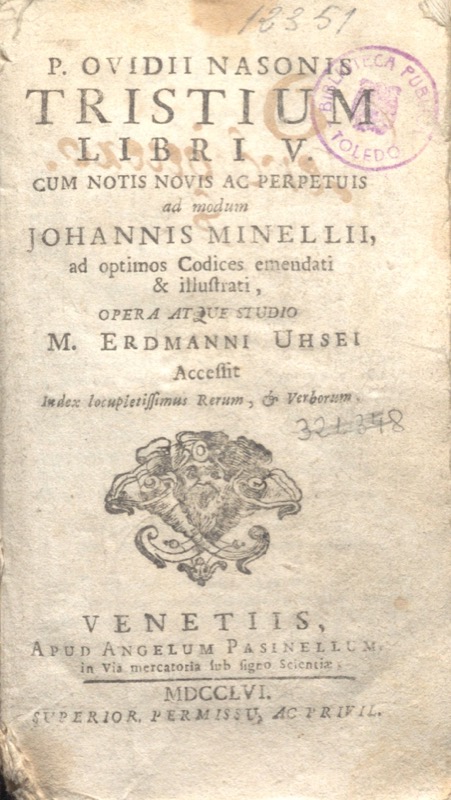 12351
P. OVIDII NASONIS
TRISTIUM
LIBRI V.
CUM NOTIS NOVIS AC PERPETUIS
ad modum
JOHANNIS MINELLII,
ad optimos Codices emendati
& illuſtrati,
OPERA ATQUE STUDIO
M. ERDMANNI UHSEI
Acceſſit
Index locupletiſſimus Rerum, & Verborum.
321348
VENETIIS,
APUD ANGELUM PASINELLUM,
in Via mercatoria ſub ſigno Scientiæ.
MDCCLVI.
SUPERIOR. PERMISSU, AC PRIVIL.
BIBLIOTECA PUB
TOLEDO